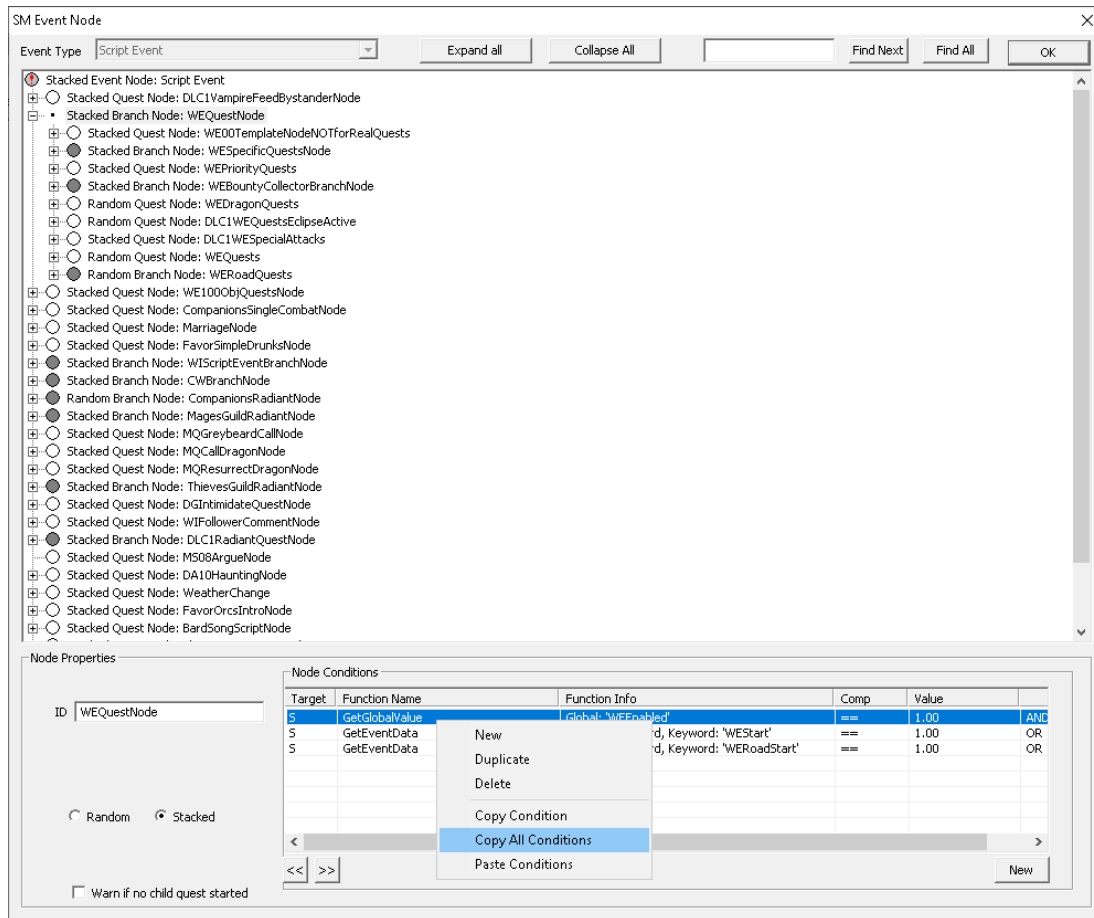 SM Event Node
Event Type Script Event Expand all Collapse All Find Next Find All OK
Stacked Event Node: Script Event
Stacked Quest Node: DLC1VampireFeedBystanderNode
Stacked Branch Node: WEQuestNode
Stacked Quest Node: WE00TemplateNodeNOTforRealQuests
Stacked Branch Node: WESpecificQuestsNode
Stacked Quest Node: WEPriorityQuests
Stacked Branch Node: WEBountyCollectorBranchNode
Random Quest Node: WEDragonQuests
Random Quest Node: DLC1WEQuestsEclipseActive
Stacked Quest Node: DLC1WESpecialAttacks
Random Quest Node: WEQuests
Random Branch Node: WERoadQuests
Stacked Quest Node: WE100ObjQuestsNode
Stacked Quest Node: CompanionsSingleCombatNode
Stacked Quest Node: MarriageNode
Stacked Quest Node: FavorSimpleDrunksNode
Stacked Branch Node: WIScriptEventBranchNode
Stacked Branch Node: CWBranchNode
Random Branch Node: CompanionsRadiantNode
Stacked Branch Node: MagesGuildRadiantNode
Stacked Quest Node: MQGreybeardCallNode
Stacked Quest Node: MQCallDragonNode
Stacked Quest Node: MQResurrectDragonNode
Stacked Branch Node: ThievesGuildRadiantNode
Stacked Quest Node: DGIntimidateQuestNode
Stacked Quest Node: WIFollowerCommentNode
Stacked Branch Node: DLC1RadiantQuestNode
Stacked Quest Node: MS08ArgueNode
Stacked Quest Node: DA10HauntingNode
Stacked Quest Node: WeatherChange
Stacked Quest Node: FavorOrcsIntroNode
Stacked Quest Node: BardSongScriptNode
Node Properties
ID WEQuestNode
Random Stacked
Warn if no child quest started
Node Conditions
Target Function Name Function Info Comp Value
S GetGlobalValue Global: 'WEEnabled' == 1.00 AND
S GetEventData rd, Keyword: 'WEStart' == 1.00 OR
S GetEventData rd, Keyword: 'WERoadStart' == 1.00 OR
New
Duplicate
Delete
Copy Condition
Copy All Conditions
Paste Conditions
<< >> New